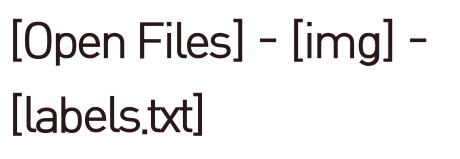 [Open Files] - [img] -
[labels.txt]